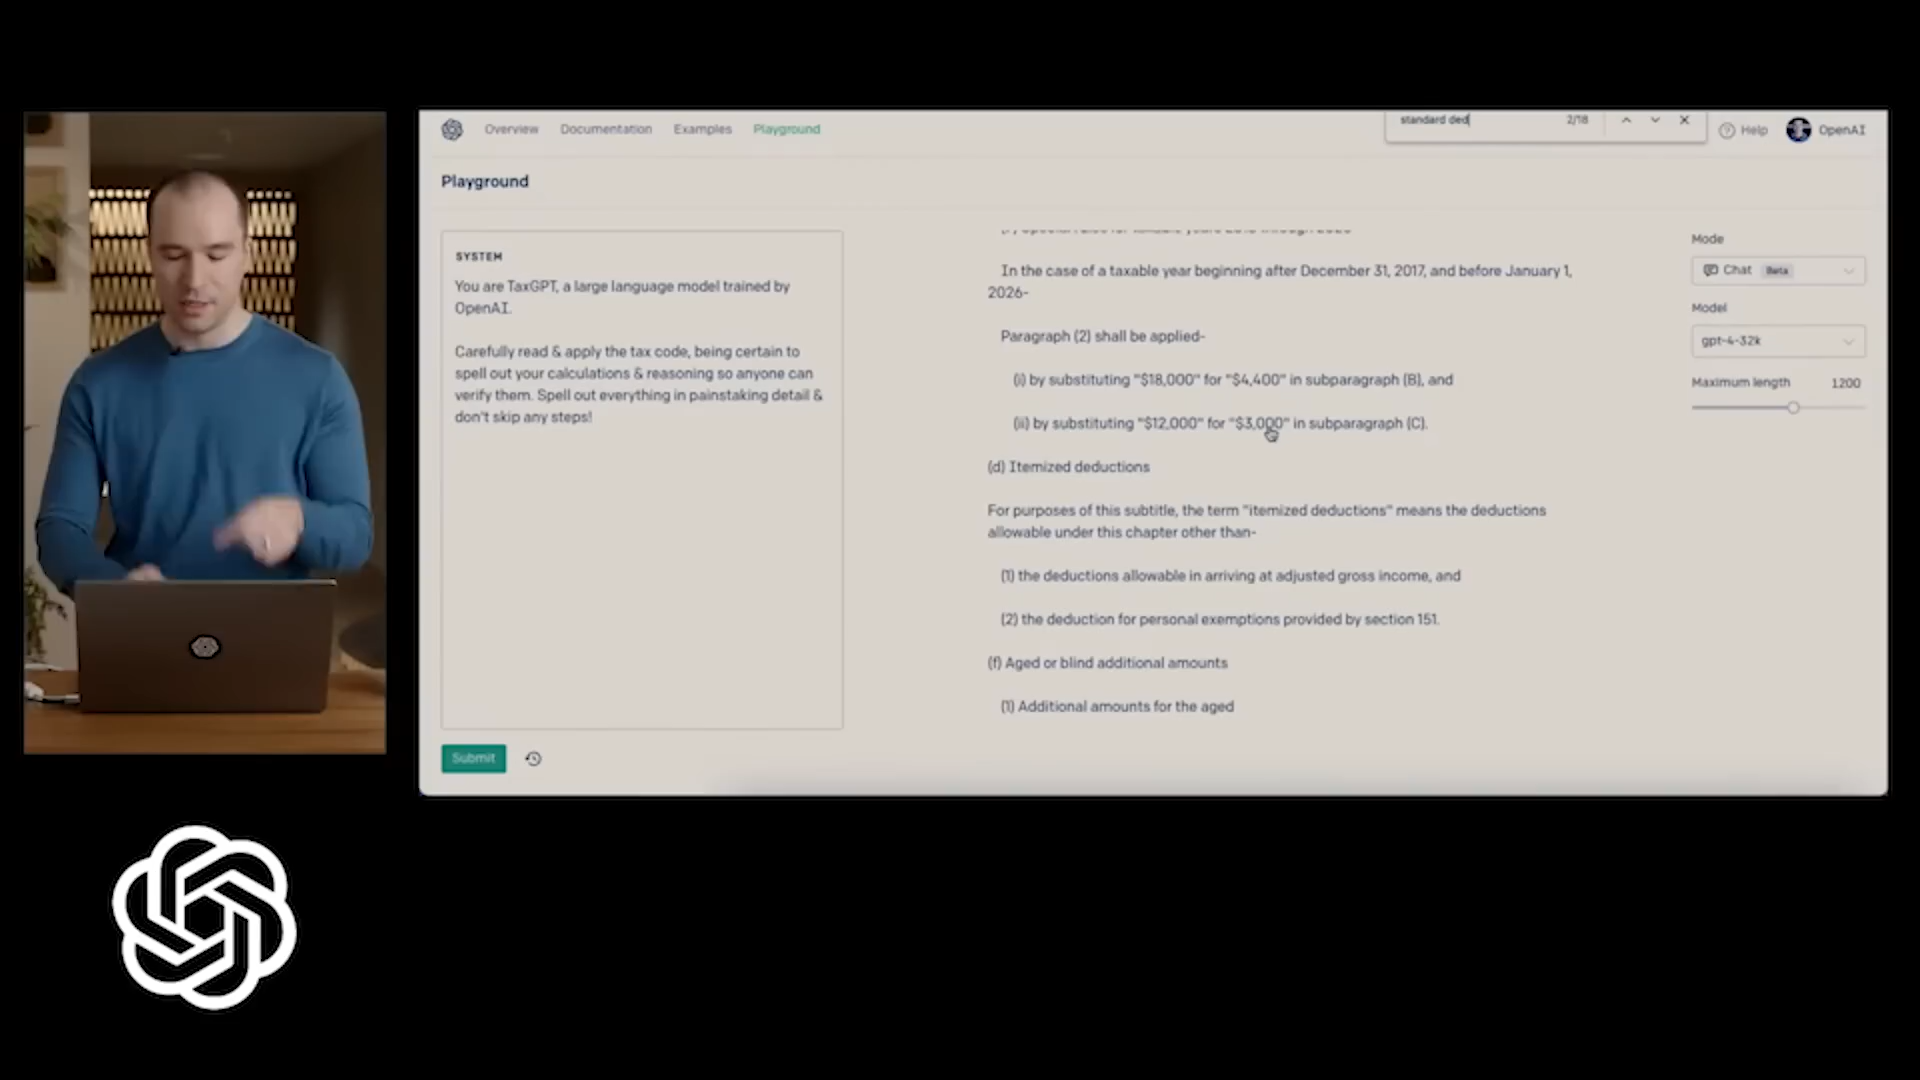 Overview Documentation Examples Playground
standard ded 2/18
Help OpenAI
Playground
SYSTEM
You are TaxGPT, a large language model trained by
OpenAI.
Carefully read & apply the tax code, being certain to
spell out your calculations & reasoning so anyone can
verify them. Spell out everything in painstaking detail &
don't skip any steps!
Submit
In the case of a taxable year beginning after December 31, 2017, and before January 1,
2026-
Paragraph (2) shall be applied-
(i) by substituting "$18,000" for "$4,400" in subparagraph (B), and
(ii) by substituting "$12,000" for "$3,000" in subparagraph (C).
(d) Itemized deductions
For purposes of this subtitle, the term "itemized deductions" means the deductions
allowable under this chapter other than-
(1) the deductions allowable in arriving at adjusted gross income, and
(2) the deduction for personal exemptions provided by section 151.
(f) Aged or blind additional amounts
(1) Additional amounts for the aged
Mode
Chat Beta
Model
gpt-4-32k
Maximum length 1200